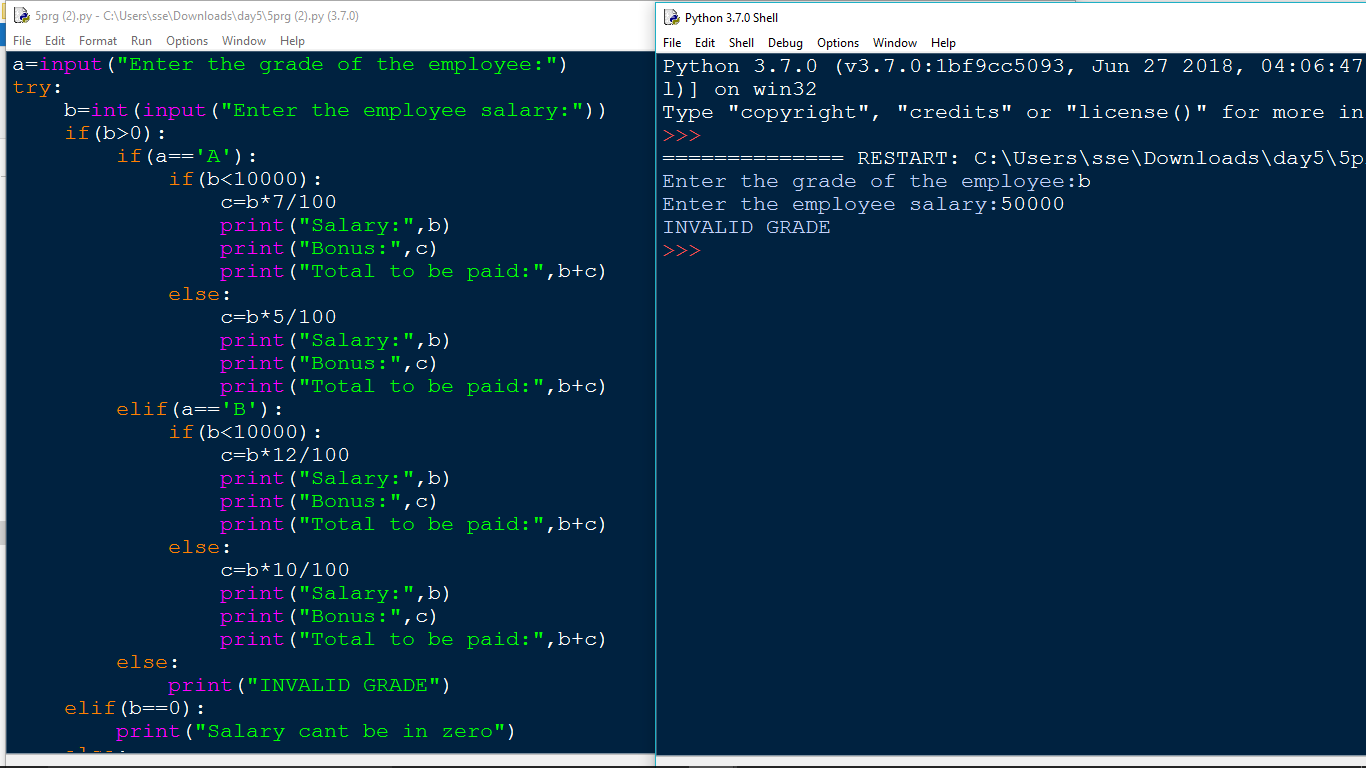 5prg (2).py - C:\Users\sse\Downloads\day5\5prg (2).py (3.7.0)
File Edit Format Run Options Window Help
a=input("Enter the grade of the employee:")
try:
    b=int(input("Enter the employee salary:"))
    if(b>0):
        if(a=='A'):
            if(b<10000):
                c=b*7/100
                print("Salary:",b)
                print("Bonus:",c)
                print("Total to be paid:",b+c)
            else:
                c=b*5/100
                print("Salary:",b)
                print("Bonus:",c)
                print("Total to be paid:",b+c)
        elif(a=='B'):
            if(b<10000):
                c=b*12/100
                print("Salary:",b)
                print("Bonus:",c)
                print("Total to be paid:",b+c)
            else:
                c=b*10/100
                print("Salary:",b)
                print("Bonus:",c)
                print("Total to be paid:",b+c)
        else:
            print("INVALID GRADE")
    elif(b==0):
        print("Salary cant be in zero")
Python 3.7.0 Shell
File Edit Shell Debug Options Window Help
Python 3.7.0 (v3.7.0:1bf9cc5093, Jun 27 2018, 04:06:47
l)] on win32
Type "copyright", "credits" or "license()" for more in
>>>
============== RESTART: C:\Users\sse\Downloads\day5\5p
Enter the grade of the employee:b
Enter the employee salary:50000
INVALID GRADE
>>>